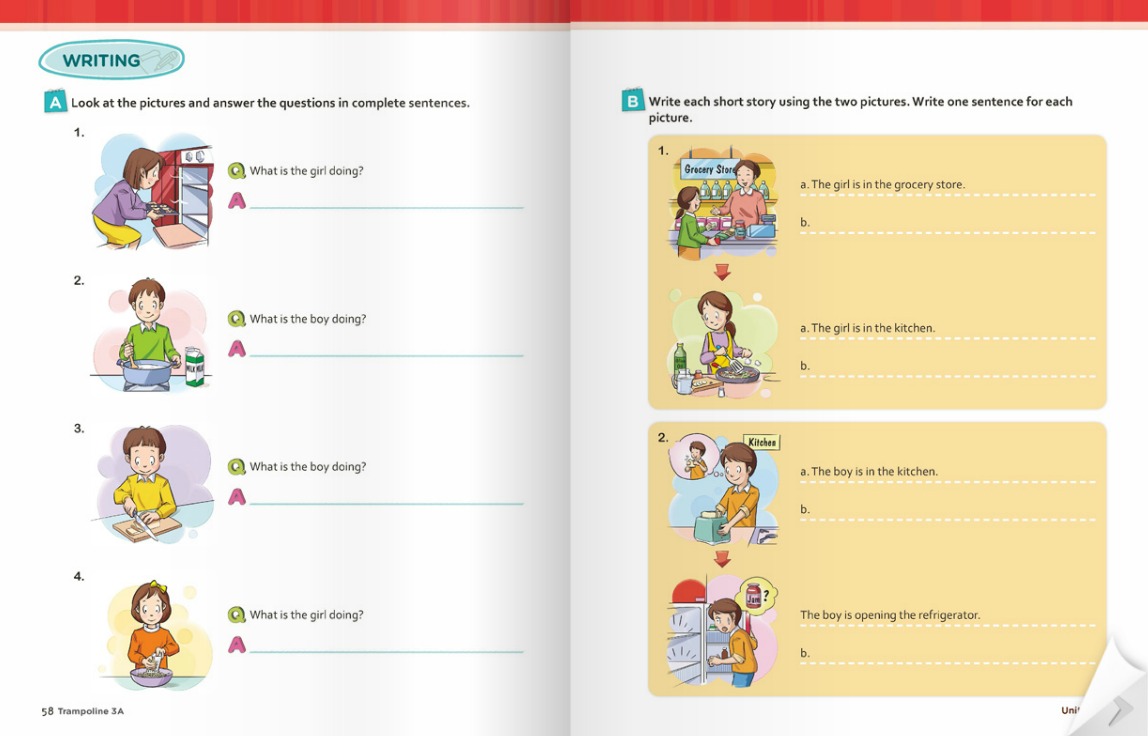 WRITING
A Look at the pictures and answer the questions in complete sentences.
1.
Q What is the girl doing?
A
2.
Q What is the boy doing?
A
MILK MILK
3.
Q What is the boy doing?
A
4.
Q What is the girl doing?
A
58 Trampoline 3A
B Write each short story using the two pictures. Write one sentence for each
picture.
1.
Grocery Store
a. The girl is in the grocery store.
b.
a. The girl is in the kitchen.
b.
2.
Kitchen
a. The boy is in the kitchen.
b.
Jam ?
The boy is opening the refrigerator.
b.